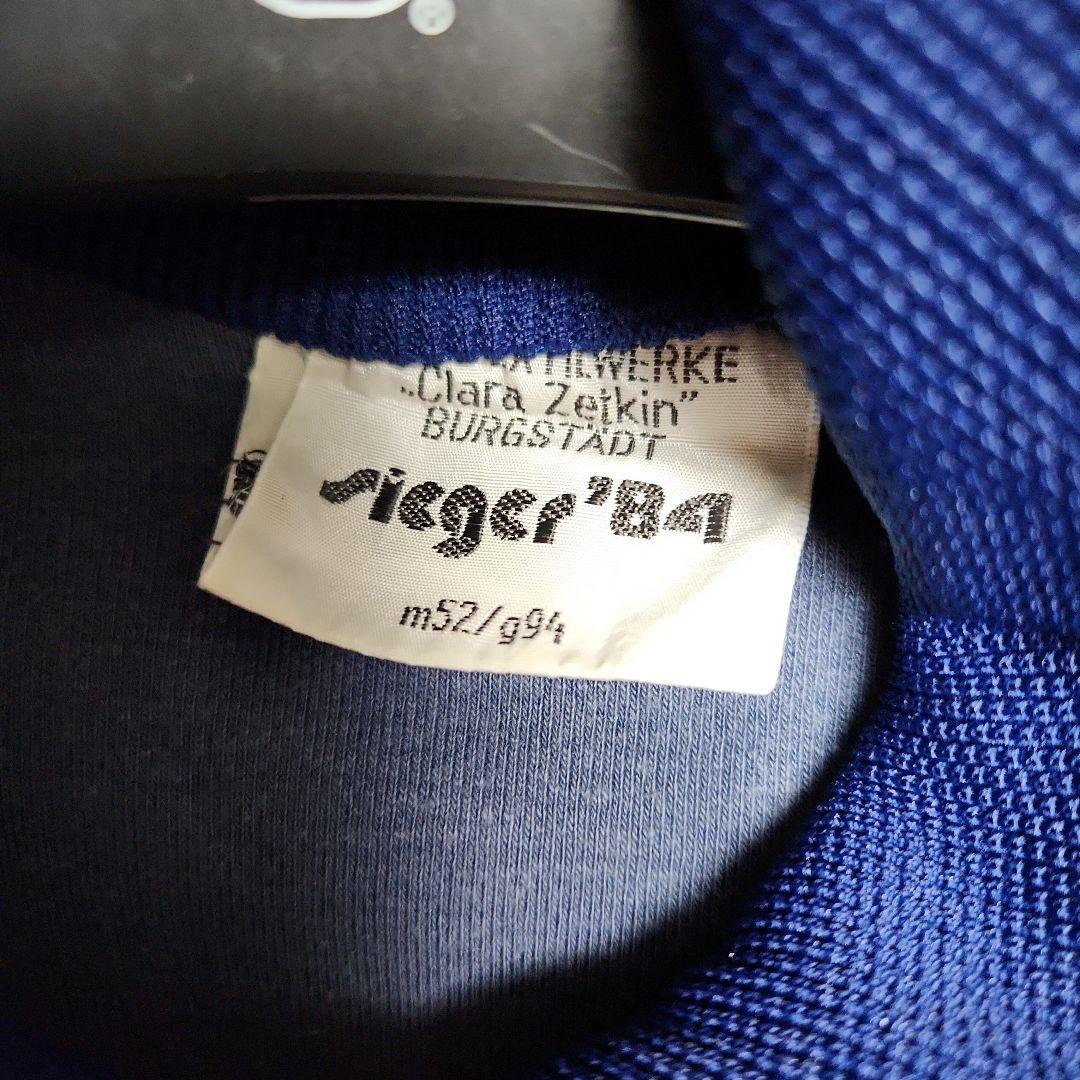 TEXTILWERKE
„Clara Zetkin”
BURGSTÄDT
sieger '84
m52/g94
®